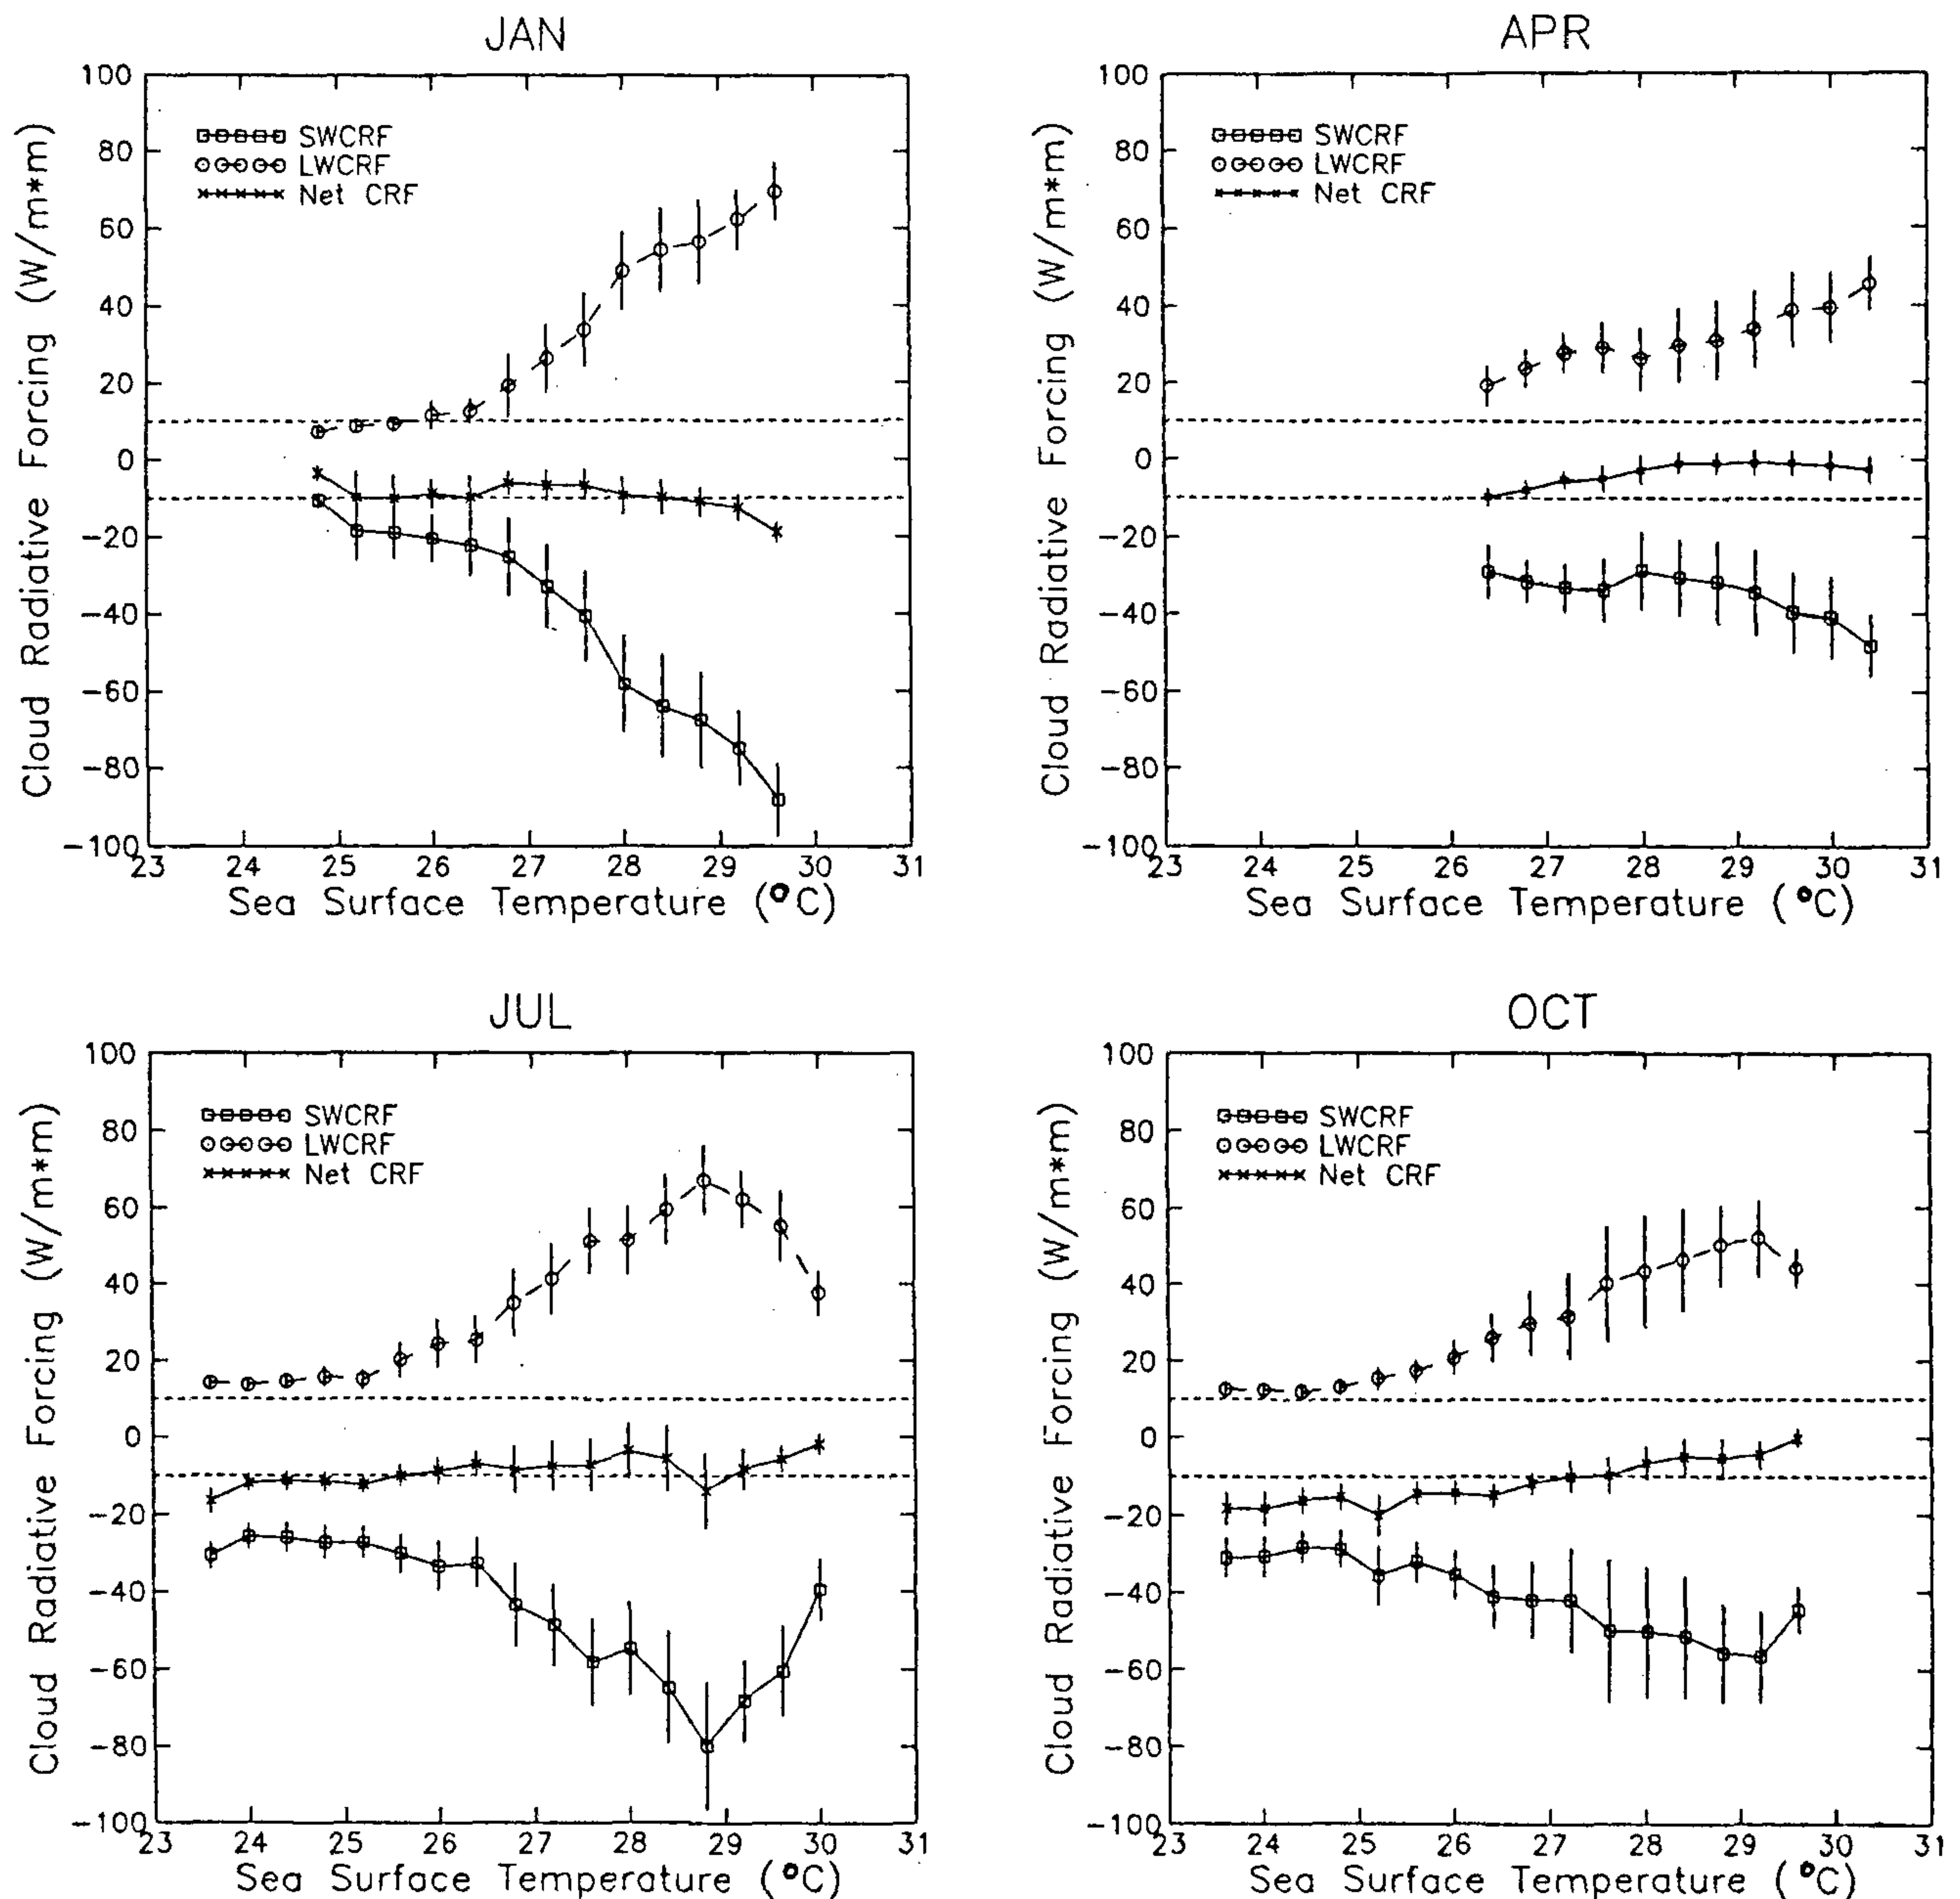 JAN
100
80
60
40
20
0
−20
−40
−60
−80
−100
SWCRF
LWCRF
Net CRF
23 24 25 26 27 28 29 30 31
Cloud Radiative Forcing (W/m*m)
Sea Surface Temperature (°C)
APR
100
80
60
40
20
0
−20
−40
−60
−80
−100
SWCRF
LWCRF
Net CRF
23 24 25 26 27 28 29 30 31
Cloud Radiative Forcing (W/m*m)
Sea Surface Temperature (°C)
JUL
100
80
60
40
20
0
−20
−40
−60
−80
−100
SWCRF
LWCRF
Net CRF
23 24 25 26 27 28 29 30 31
Cloud Radiative Forcing (W/m*m)
Sea Surface Temperature (°C)
OCT
100
80
60
40
20
0
−20
−40
−60
−80
−100
SWCRF
LWCRF
Net CRF
23 24 25 26 27 28 29 30 31
Cloud Radiative Forcing (W/m*m)
Sea Surface Temperature (°C)